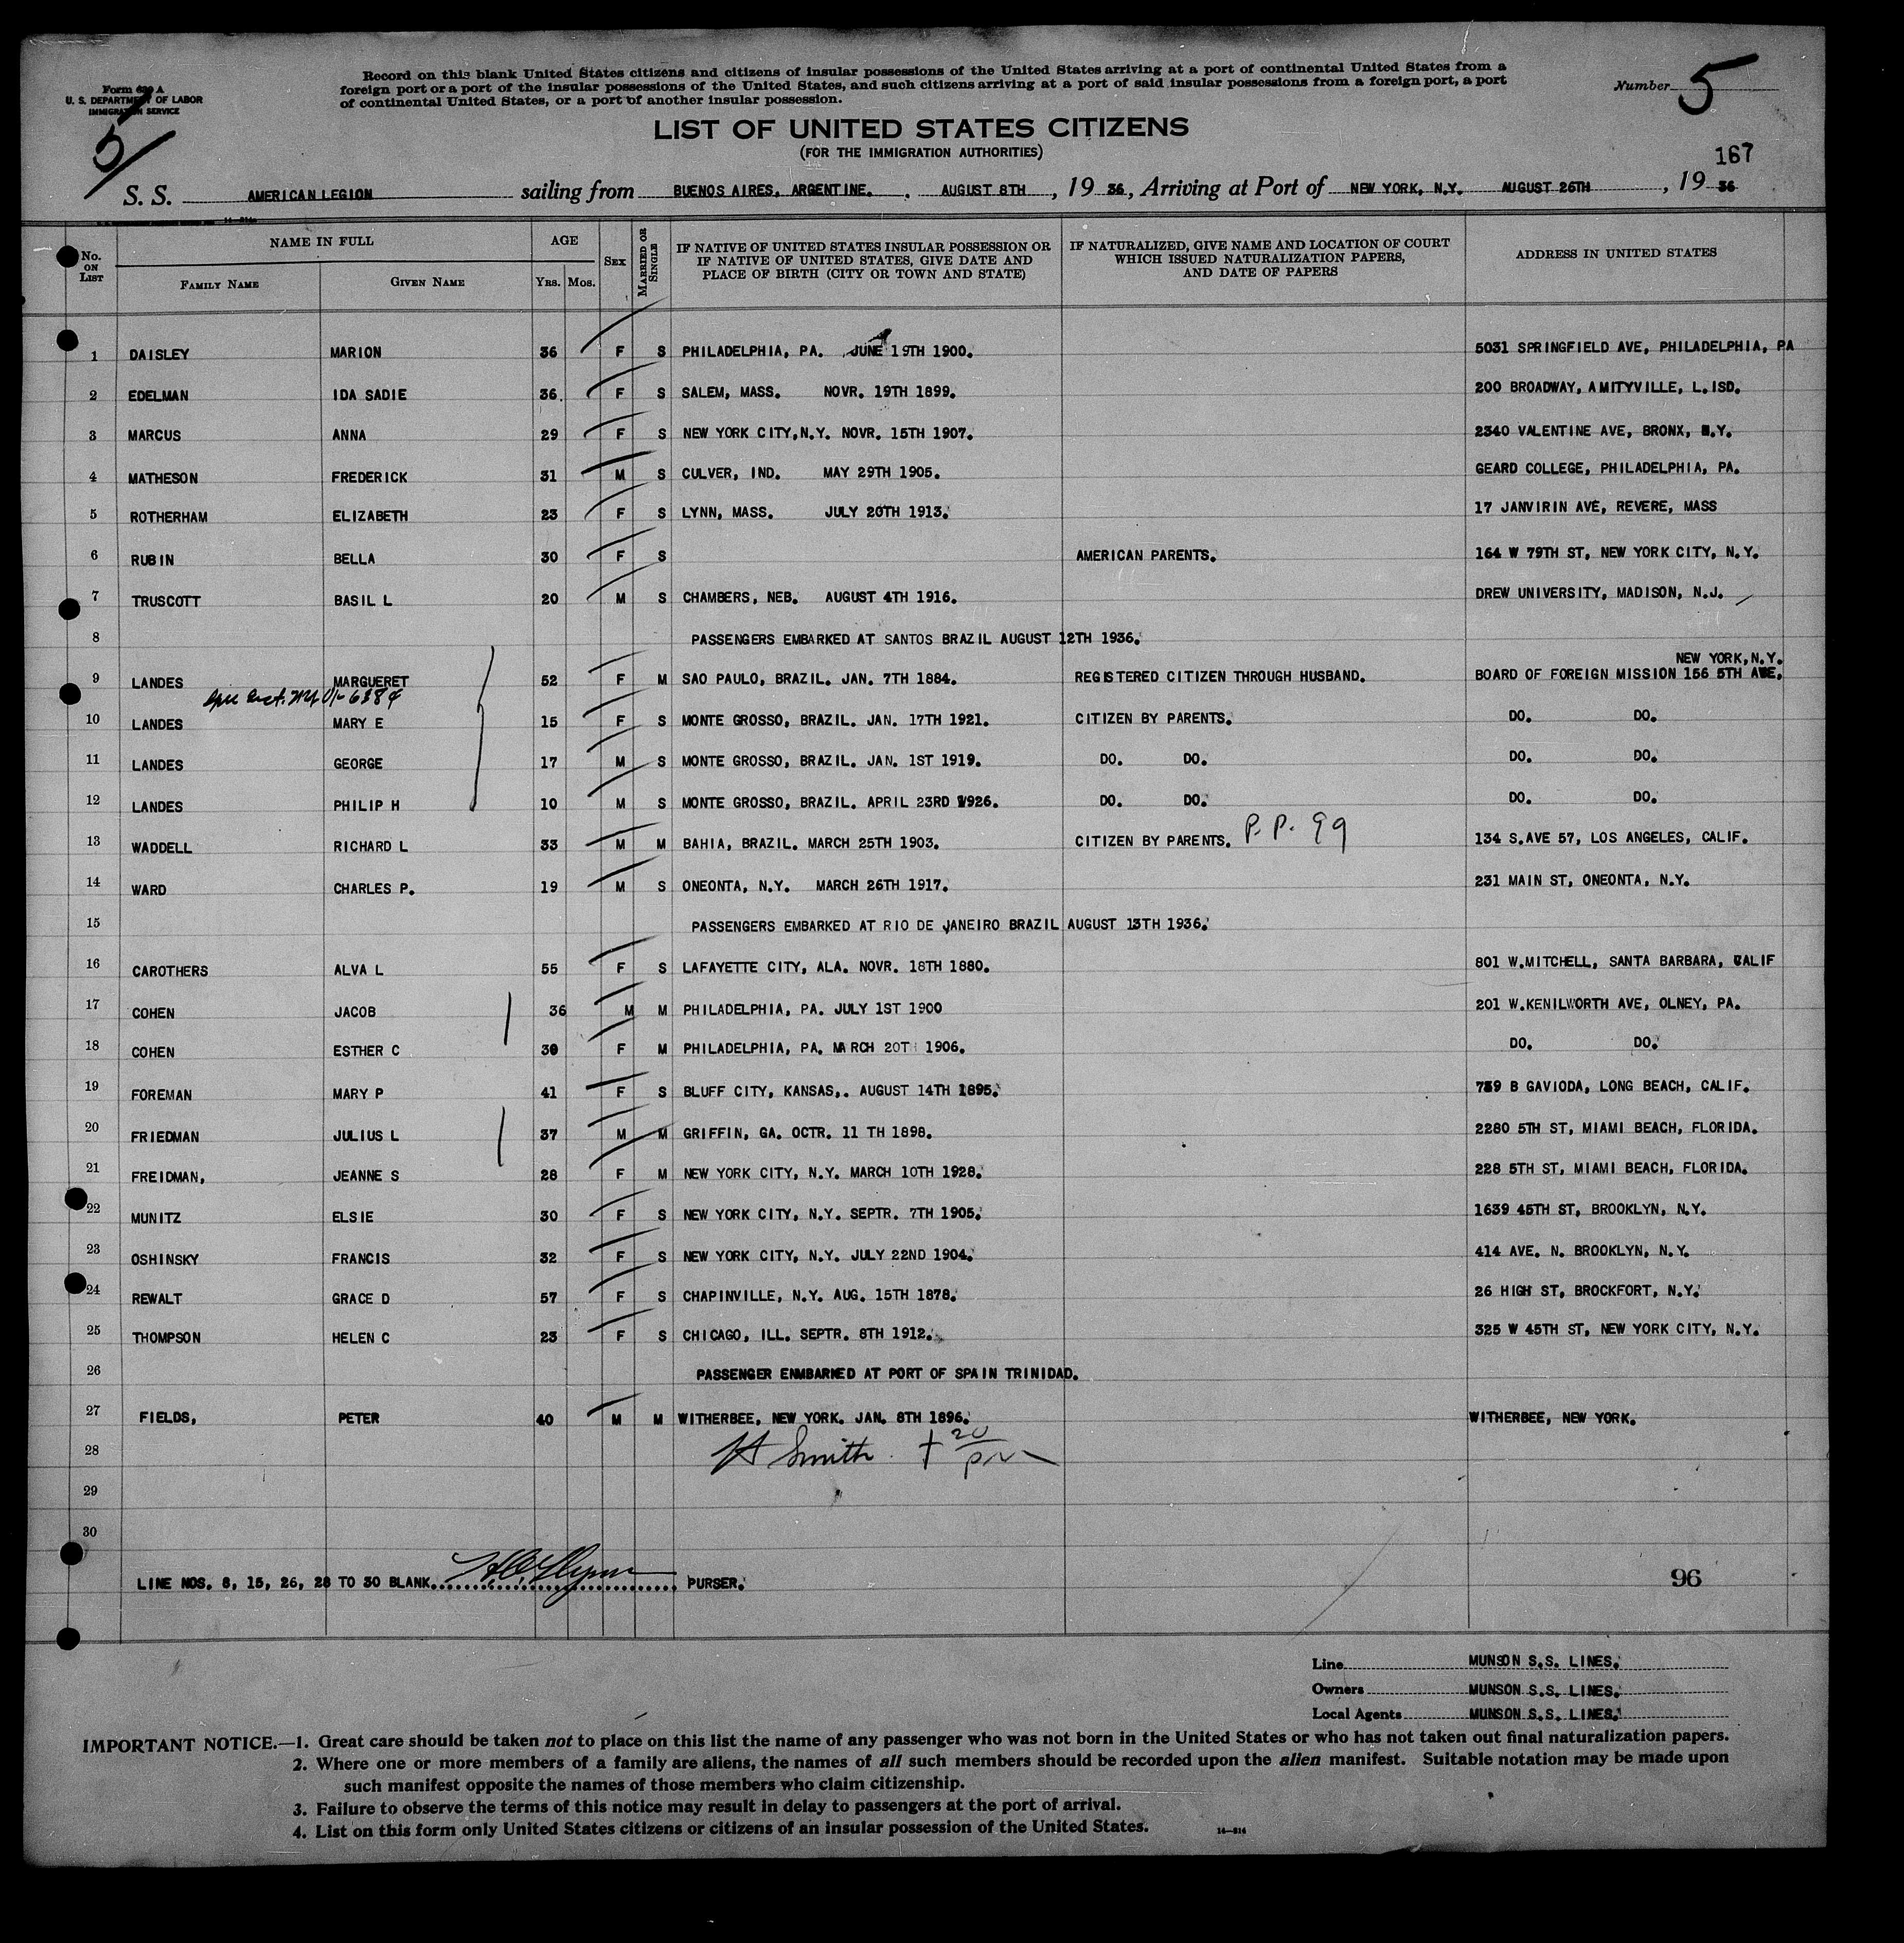 Form 630 A
U. S. DEPARTMENT OF LABOR
IMMIGRATION SERVICE
5
Record on this blank United States citizens and citizens of insular possessions of the United States arriving at a port of continental United States from a
foreign port or a port of the insular possessions of the United States, and such citizens arriving at a port of said insular possessions from a foreign port, a port
of continental United States, or a port of another insular possession.
Number 5
LIST OF UNITED STATES CITIZENS
(FOR THE IMMIGRATION AUTHORITIES)
167
S. S. AMERICAN LEGION sailing from BUENOS AIRES, ARGENTINE. , AUGUST 8TH , 19 36, Arriving at Port of NEW YORK, N.Y. AUGUST 26TH , 19 36
No. ON LIST NAME IN FULL FAMILY NAME GIVEN NAME AGE YRS. MOS. SEX MARRIED OR SINGLE IF NATIVE OF UNITED STATES INSULAR POSSESSION OR IF NATIVE OF UNITED STATES, GIVE DATE AND PLACE OF BIRTH (CITY OR TOWN AND STATE) IF NATURALIZED, GIVE NAME AND LOCATION OF COURT WHICH ISSUED NATURALIZATION PAPERS, AND DATE OF PAPERS ADDRESS IN UNITED STATES
1 DAISLEY MARION 36 F S PHILADELPHIA, PA. JUNE 19TH 1900. 5031 SPRINGFIELD AVE, PHILADELPHIA, PA
2 EDELMAN IDA SADIE 36. F S SALEM, MASS. NOVR. 19TH 1899. 200 BROADWAY, AMITYVILLE, L.ISD.
3 MARCUS ANNA 29 F S NEW YORK CITY,N.Y. NOVR. 15TH 1907. 2340 VALENTINE AVE, BRONX, N.Y.
4 MATHESON FREDERICK 31 M S CULVER, IND. MAY 29TH 1905. GEARD COLLEGE, PHILADELPHIA, PA.
5 ROTHERHAM ELIZABETH 23 F S LYNN, MASS. JULY 20TH 1913. 17 JANVIRIN AVE, REVERE, MASS
6 RUBIN BELLA 30 F S AMERICAN PARENTS. 164 W 79TH ST, NEW YORK CITY, N.Y.
7 TRUSCOTT BASIL L 20 M S CHAMBERS, NEB. AUGUST 4TH 1916. DREW UNIVERSITY, MADISON, N.J.
8 PASSENGERS EMBARKED AT SANTOS BRAZIL AUGUST 12TH 1936.
NEW YORK,N.Y.
9 LANDES MARGUERET 52 F M SAO PAULO, BRAZIL. JAN. 7TH 1884. REGISTERED CITIZEN THROUGH HUSBAND. BOARD OF FOREIGN MISSION 156 5TH AVE.
10 LANDES MARY E 15 F S MONTE GROSSO, BRAZIL. JAN. 17TH 1921. CITIZEN BY PARENTS. DO. DO.
11 LANDES GEORGE 17 M S MONTE GROSSO, BRAZIL. JAN. 1ST 1919. DO. DO. DO. DO.
12 LANDES PHILIP H 10 M S MONTE GROSSO, BRAZIL. APRIL 23RD 1926. DO. DO. DO. DO.
13 WADDELL RICHARD L 33 M M BAHIA, BRAZIL. MARCH 25TH 1903. CITIZEN BY PARENTS. P.P. 99 134 S.AVE 57, LOS ANGELES, CALIF.
14 WARD CHARLES P. 19 M S ONEONTA, N.Y. MARCH 26TH 1917. 231 MAIN ST, ONEONTA, N.Y.
15 PASSENGERS EMBARKED AT RIO DE JANEIRO BRAZIL AUGUST 13TH 1936.
16 CAROTHERS ALVA L 55 F S LAFAYETTE CITY, ALA. NOVR. 18TH 1880. 801 W.MITCHELL, SANTA BARBARA, CALIF
17 COHEN JACOB 36 M M PHILADELPHIA, PA. JULY 1ST 1900 201 W.KENILWORTH AVE, OLNEY, PA.
18 COHEN ESTHER C 30 F M PHILADELPHIA, PA. MARCH 20T 1906. DO. DO.
19 FOREMAN MARY P 41 F S BLUFF CITY, KANSAS,. AUGUST 14TH 1895. 739 B GAVIODA, LONG BEACH, CALIF.
20 FRIEDMAN JULIUS L 37 M M GRIFFIN, GA. OCTR. 11 TH 1898. 2280 5TH ST, MIAMI BEACH, FLORIDA.
21 FREIDMAN, JEANNE S 28 F M NEW YORK CITY, N.Y. MARCH 10TH 1928. 228 5TH ST, MIAMI BEACH, FLORIDA.
22 MUNITZ ELSIE 30 F S NEW YORK CITY, N.Y. SEPTR. 7TH 1905. 1639 45TH ST, BROOKLYN, N.Y.
23 OSHINSKY FRANCIS 32 F S NEW YORK CITY, N.Y. JULY 22ND 1904. 414 AVE. N. BROOKLYN, N.Y.
24 REWALT GRACE D 57 F S CHAPINVILLE, N.Y. AUG. 15TH 1878. 26 HIGH ST, BROCKFORT, N.Y.
25 THOMPSON HELEN C 23 F S CHICAGO, ILL. SEPTR. 8TH 1912. 325 W 45TH ST, NEW YORK CITY, N.Y.
26 PASSENGER ENMBARKED AT PORT OF SPAIN TRINIDAD.
27 FIELDS, PETER 40 M M WITHERBEE, NEW YORK. JAN. 8TH 1896. WITHERBEE, NEW YORK.
28 Smith 20
29
30
LINE NOS. 8, 15, 26, 28 TO 30 BLANK. PURSER.
96
Line MUNSON S.S. LINES.
Owners MUNSON S.S. LINES.
Local Agents MUNSON S.S. LINES.
IMPORTANT NOTICE.—1. Great care should be taken not to place on this list the name of any passenger who was not born in the United States or who has not taken out final naturalization papers.
2. Where one or more members of a family are aliens, the names of all such members should be recorded upon the alien manifest. Suitable notation may be made upon
such manifest opposite the names of those members who claim citizenship.
3. Failure to observe the terms of this notice may result in delay to passengers at the port of arrival.
4. List on this form only United States citizens or citizens of an insular possession of the United States.
14—814